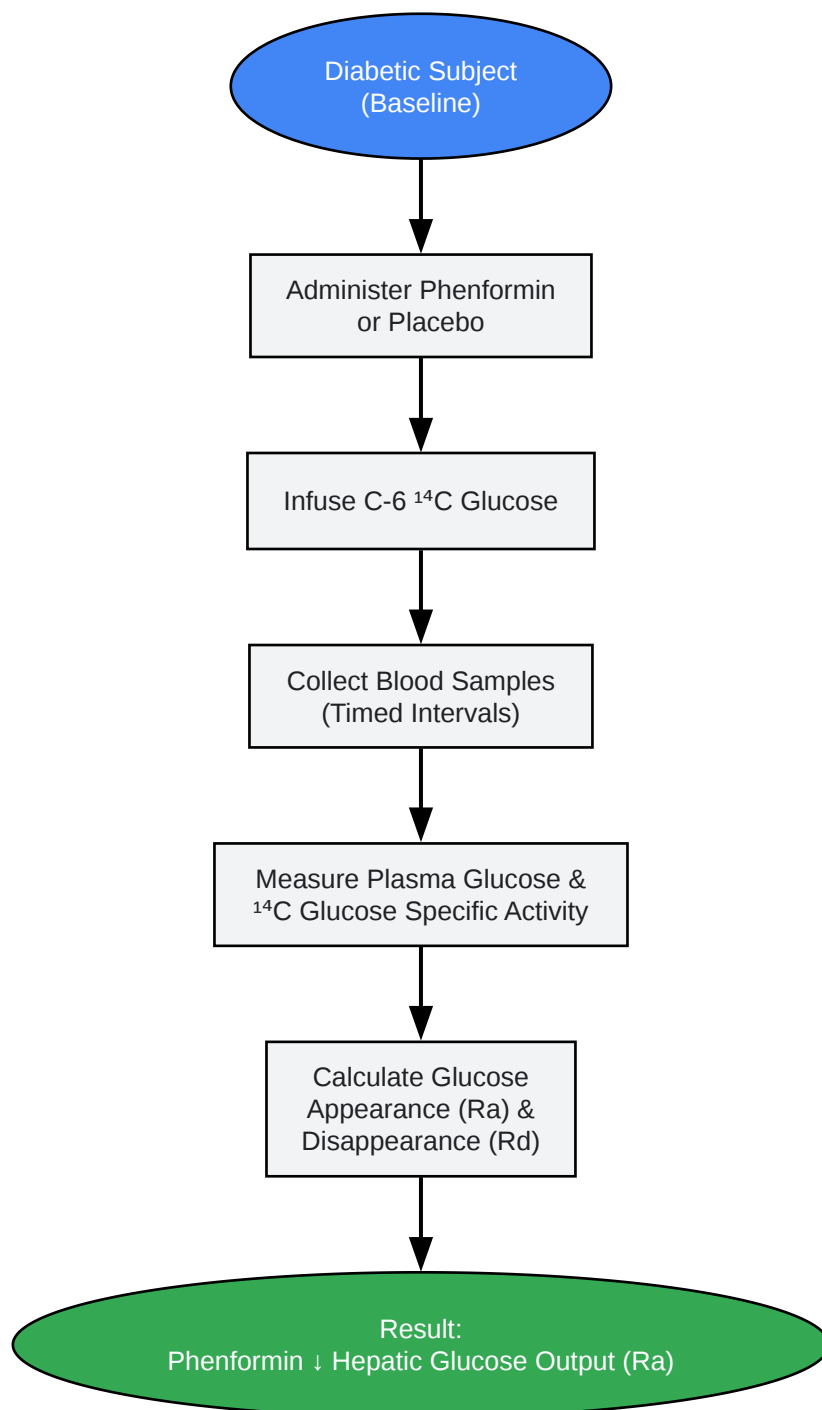 Diabetic Subject
(Baseline)
Administer Phenformin
or Placebo
Infuse C-6 ¹⁴C Glucose
Collect Blood Samples
(Timed Intervals)
Measure Plasma Glucose &
¹⁴C Glucose Specific Activity
Calculate Glucose
Appearance (Ra) &
Disappearance (Rd)
Result:
Phenformin ↓ Hepatic Glucose Output (Ra)